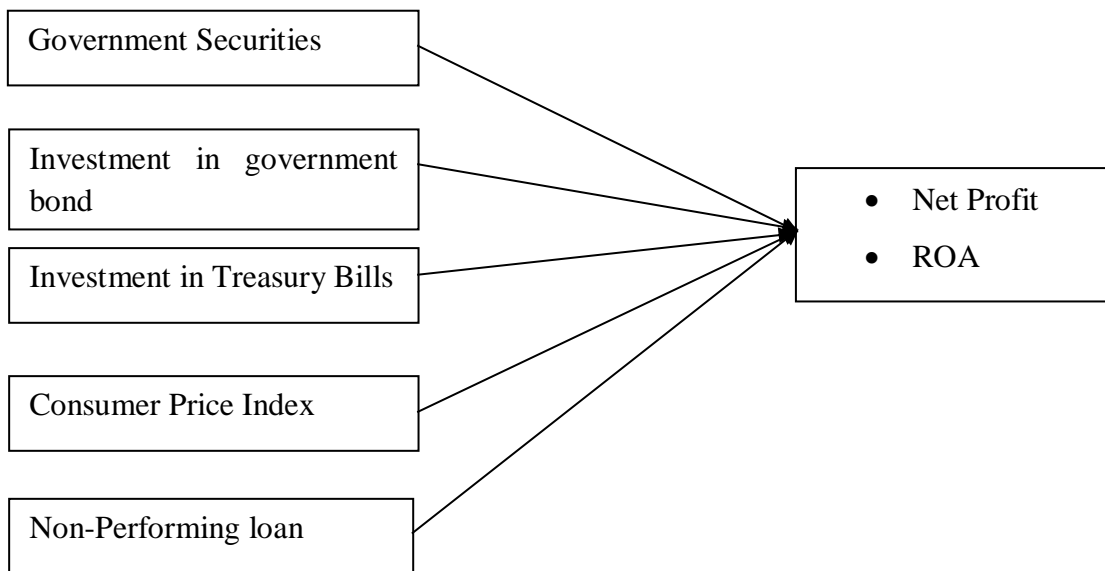 Government Securities
Investment in government
bond
Investment in Treasury Bills
Consumer Price Index
Non-Performing loan
• Net Profit
• ROA